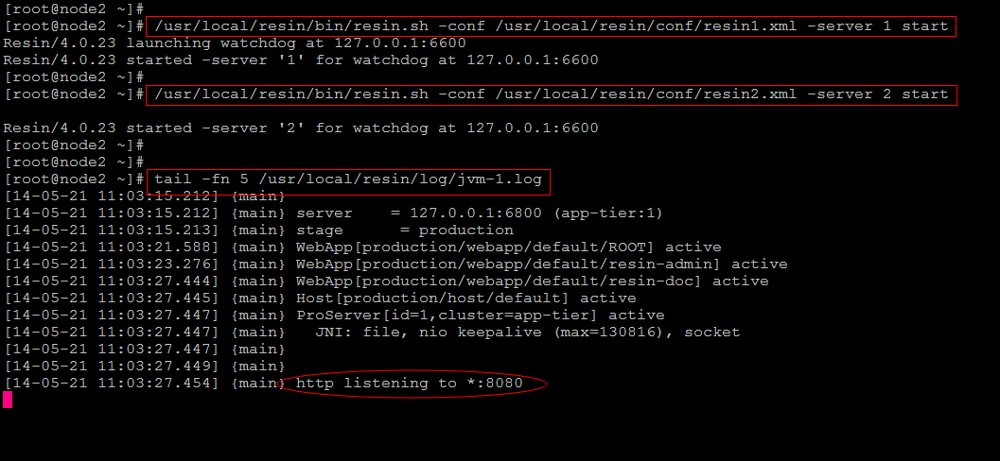 [root@node2 ~]#
[root@node2 ~]# /usr/local/resin/bin/resin.sh -conf /usr/local/resin/conf/resin1.xml -server 1 start
Resin/4.0.23 launching watchdog at 127.0.0.1:6600
Resin/4.0.23 started -server '1' for watchdog at 127.0.0.1:6600
[root@node2 ~]#
[root@node2 ~]# /usr/local/resin/bin/resin.sh -conf /usr/local/resin/conf/resin2.xml -server 2 start
Resin/4.0.23 started -server '2' for watchdog at 127.0.0.1:6600
[root@node2 ~]#
[root@node2 ~]#
[root@node2 ~]# tail -fn 5 /usr/local/resin/log/jvm-1.log
[14-05-21 11:03:15.212] {main}
[14-05-21 11:03:15.212] {main} server    = 127.0.0.1:6800 (app-tier:1)
[14-05-21 11:03:15.213] {main} stage      = production
[14-05-21 11:03:21.588] {main} WebApp[production/webapp/default/ROOT] active
[14-05-21 11:03:23.276] {main} WebApp[production/webapp/default/resin-admin] active
[14-05-21 11:03:27.444] {main} WebApp[production/webapp/default/resin-doc] active
[14-05-21 11:03:27.445] {main} Host[production/host/default] active
[14-05-21 11:03:27.447] {main} ProServer[id=1,cluster=app-tier] active
[14-05-21 11:03:27.447] {main}   JNI: file, nio keepalive (max=130816), socket
[14-05-21 11:03:27.447] {main}
[14-05-21 11:03:27.449] {main}
[14-05-21 11:03:27.454] {main} http listening to *:8080